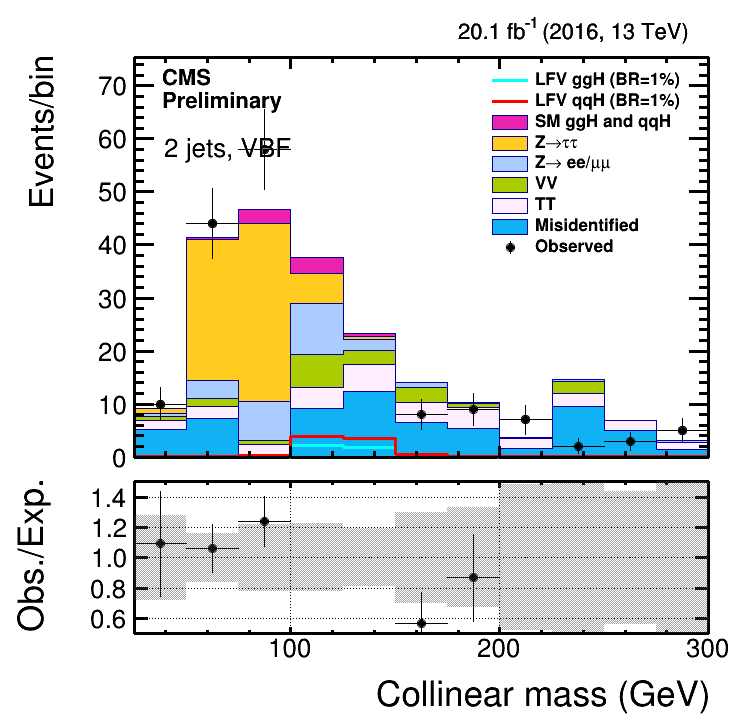 20.1 fb⁻¹ (2016, 13 TeV)
CMS
Preliminary
2 jets, VBF
LFV ggH (BR=1%)
LFV qqH (BR=1%)
SM ggH and qqH
Z→ττ
Z→ ee/μμ
VV
TT
Misidentified
Observed
Events/bin
70
60
50
40
30
20
10
0
Obs./Exp.
1.4
1.2
1.0
0.8
0.6
100
200
300
Collinear mass (GeV)